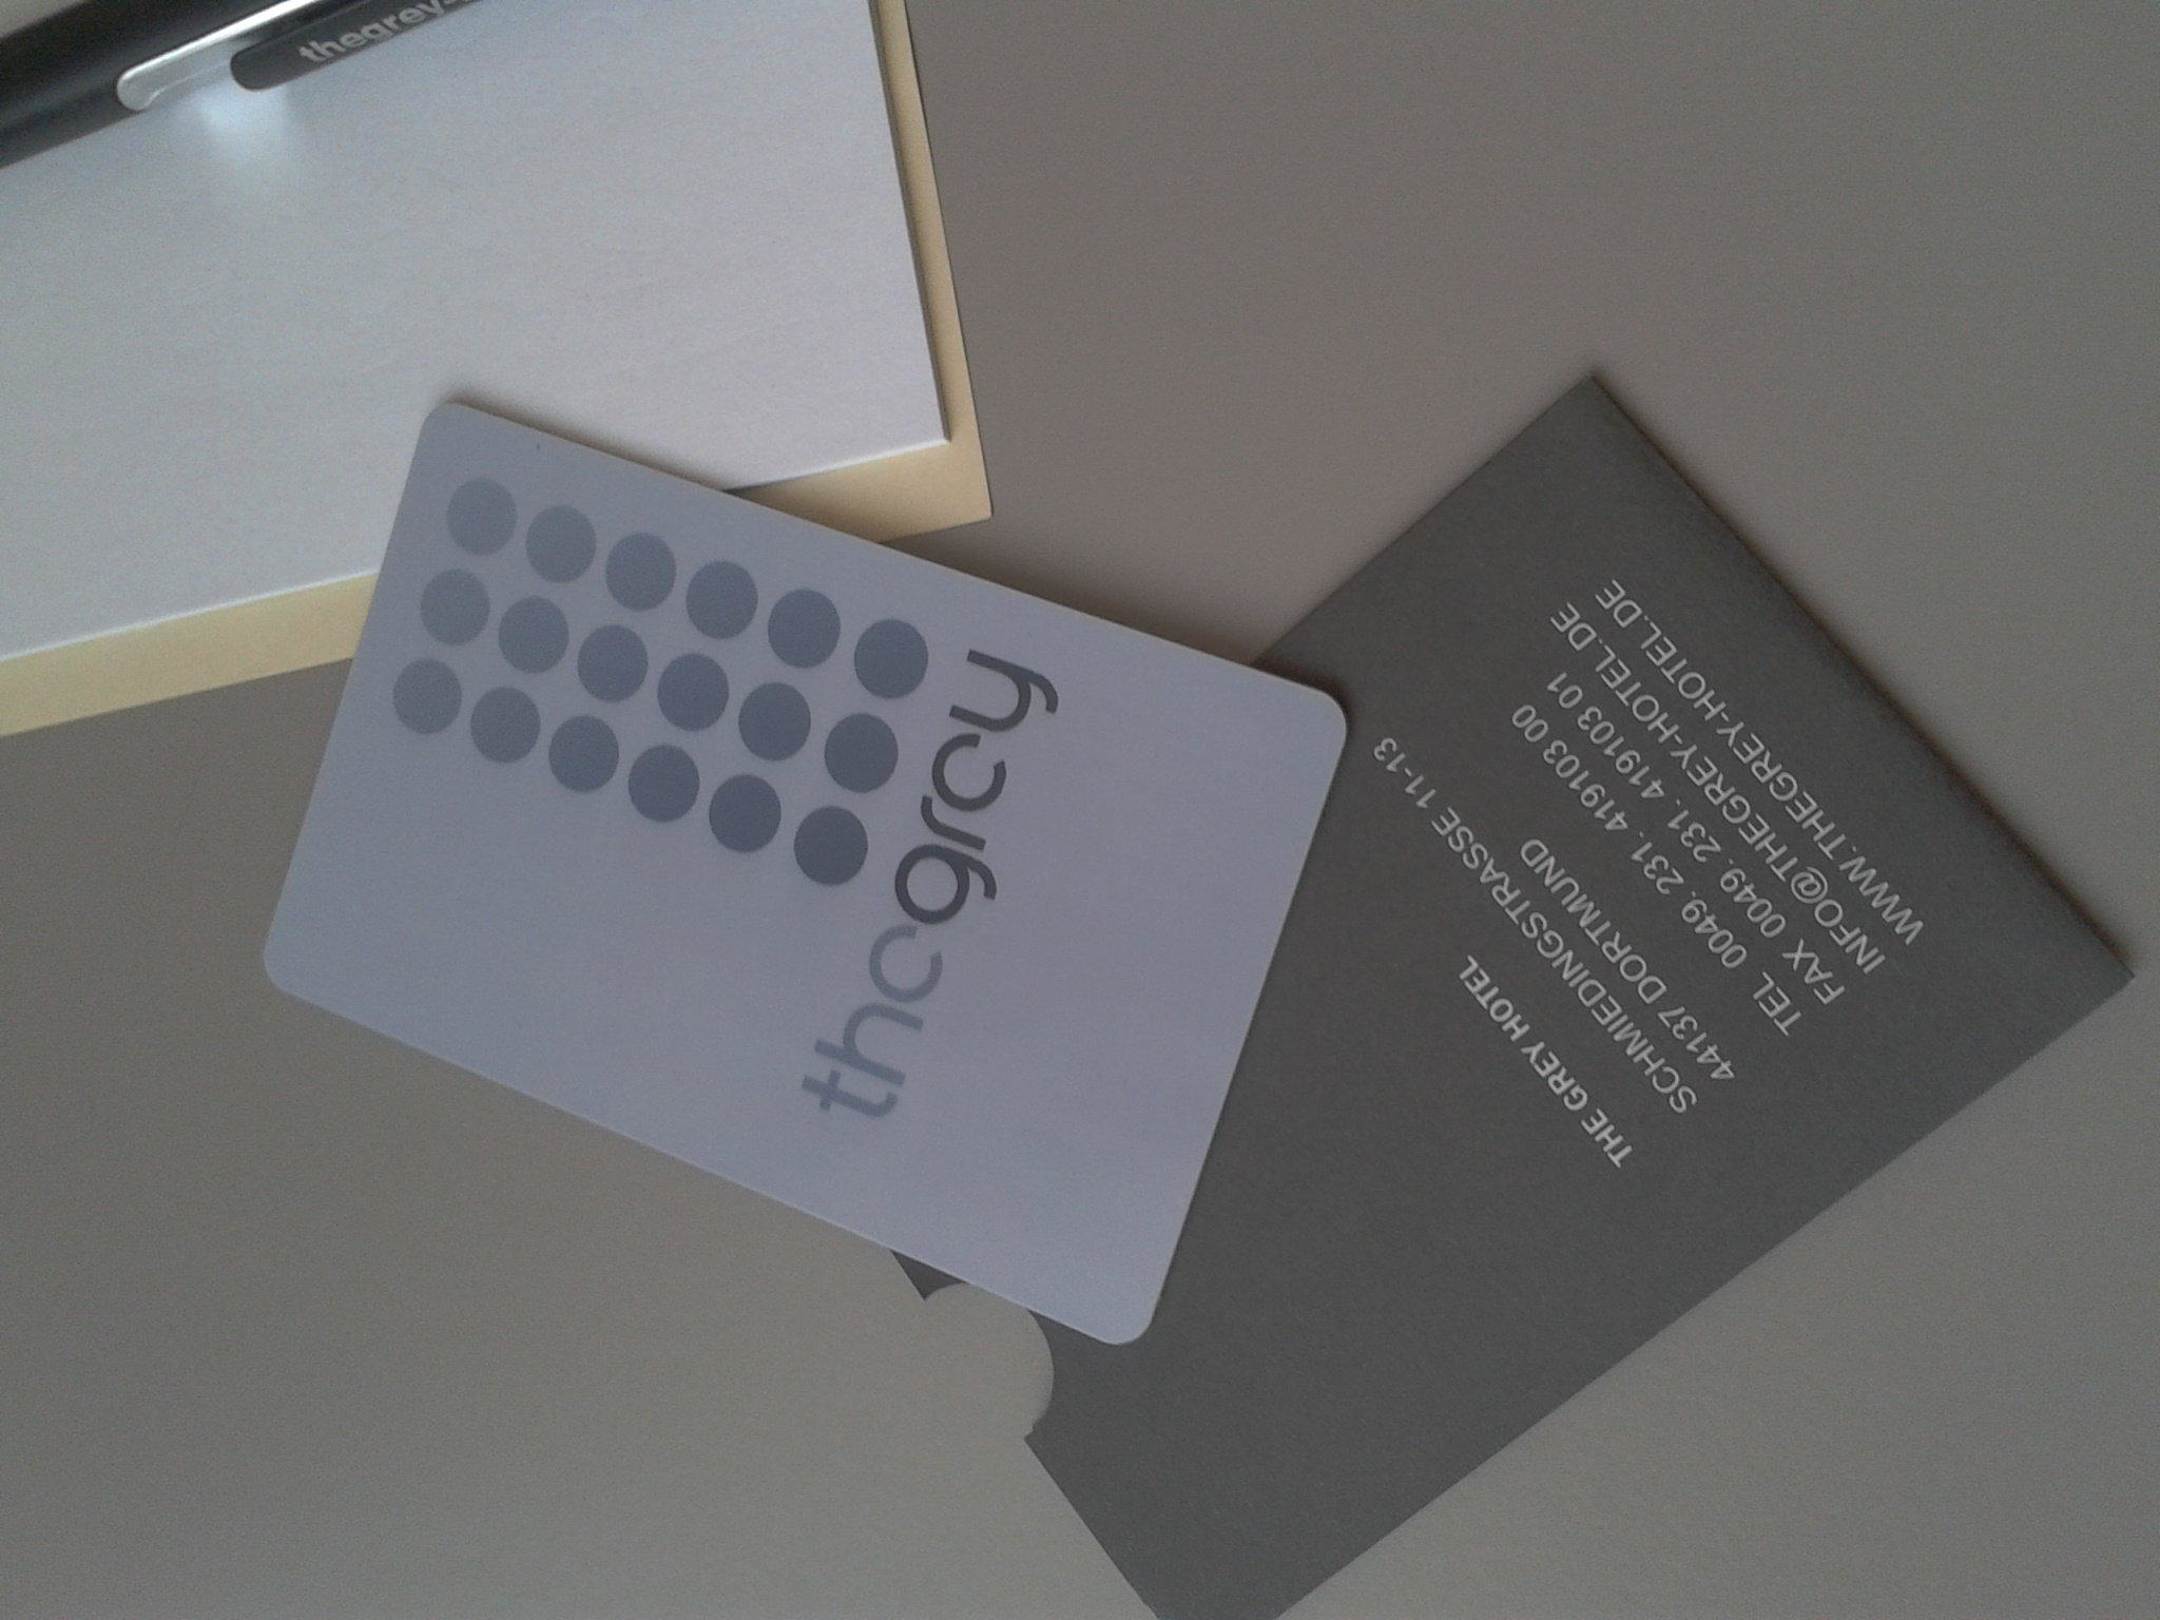 thegrey
thegrey
THE GREY HOTEL
SCHMIEDINGSTRASSE 11-13
44137 DORTMUND
TEL 0049. 231. 419103 00
FAX 0049. 231. 419103 01
INFO@THEGREY-HOTEL.DE
WWW.THEGREY-HOTEL.DE